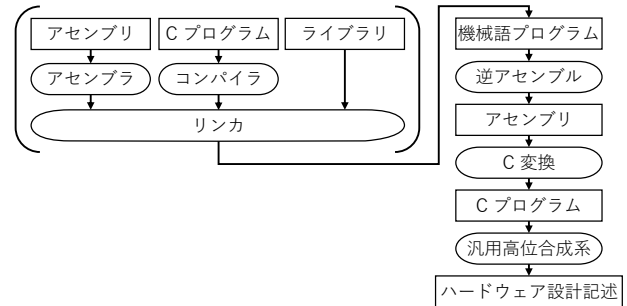 アセンブリ
C プログラム
ライブラリ
アセンブラ
コンパイラ
リンカ
機械語プログラム
逆アセンブル
アセンブリ
C 変換
C プログラム
汎用高位合成系
ハードウェア設計記述